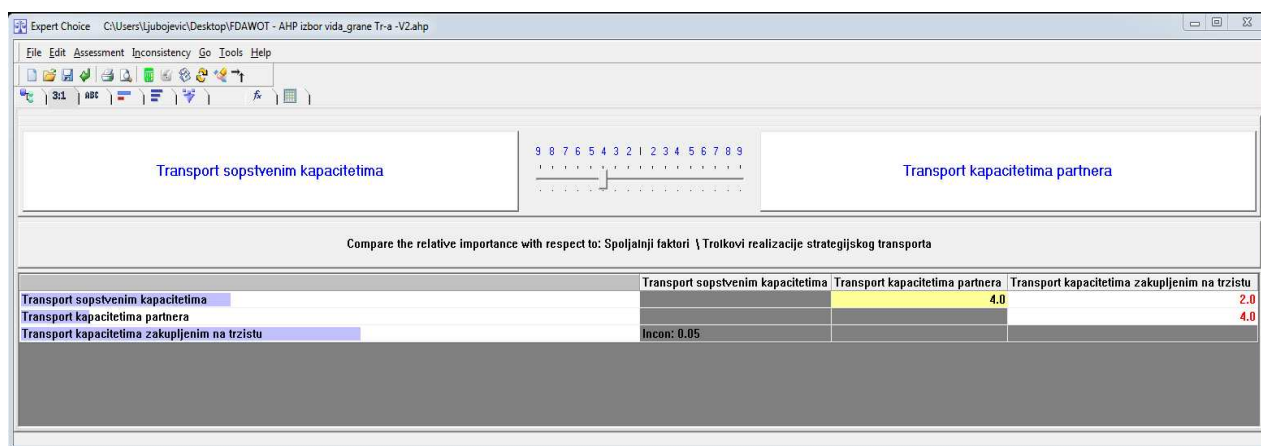 Expert Choice C:\Users\Ljubojevic\Desktop\FDAWOT - AHP izbor vida_grane Tr-a -V2.ahp
File Edit Assessment Inconsistency Go Tools Help
3:1 ABC fx
Transport sopstvenim kapacitetima
9 8 7 6 5 4 3 2 1 2 3 4 5 6 7 8 9
Transport kapacitetima partnera
Compare the relative importance with respect to: Spoljalnji faktori \ Trolkovi realizacije strategijskog transporta
Transport sopstvenim kapacitetima Transport kapacitetima partnera Transport kapacitetima zakupljenim na trzistu
Transport sopstvenim kapacitetima 4.0 2.0
Transport kapacitetima partnera 4.0
Transport kapacitetima zakupljenim na trzistu Incon: 0.05